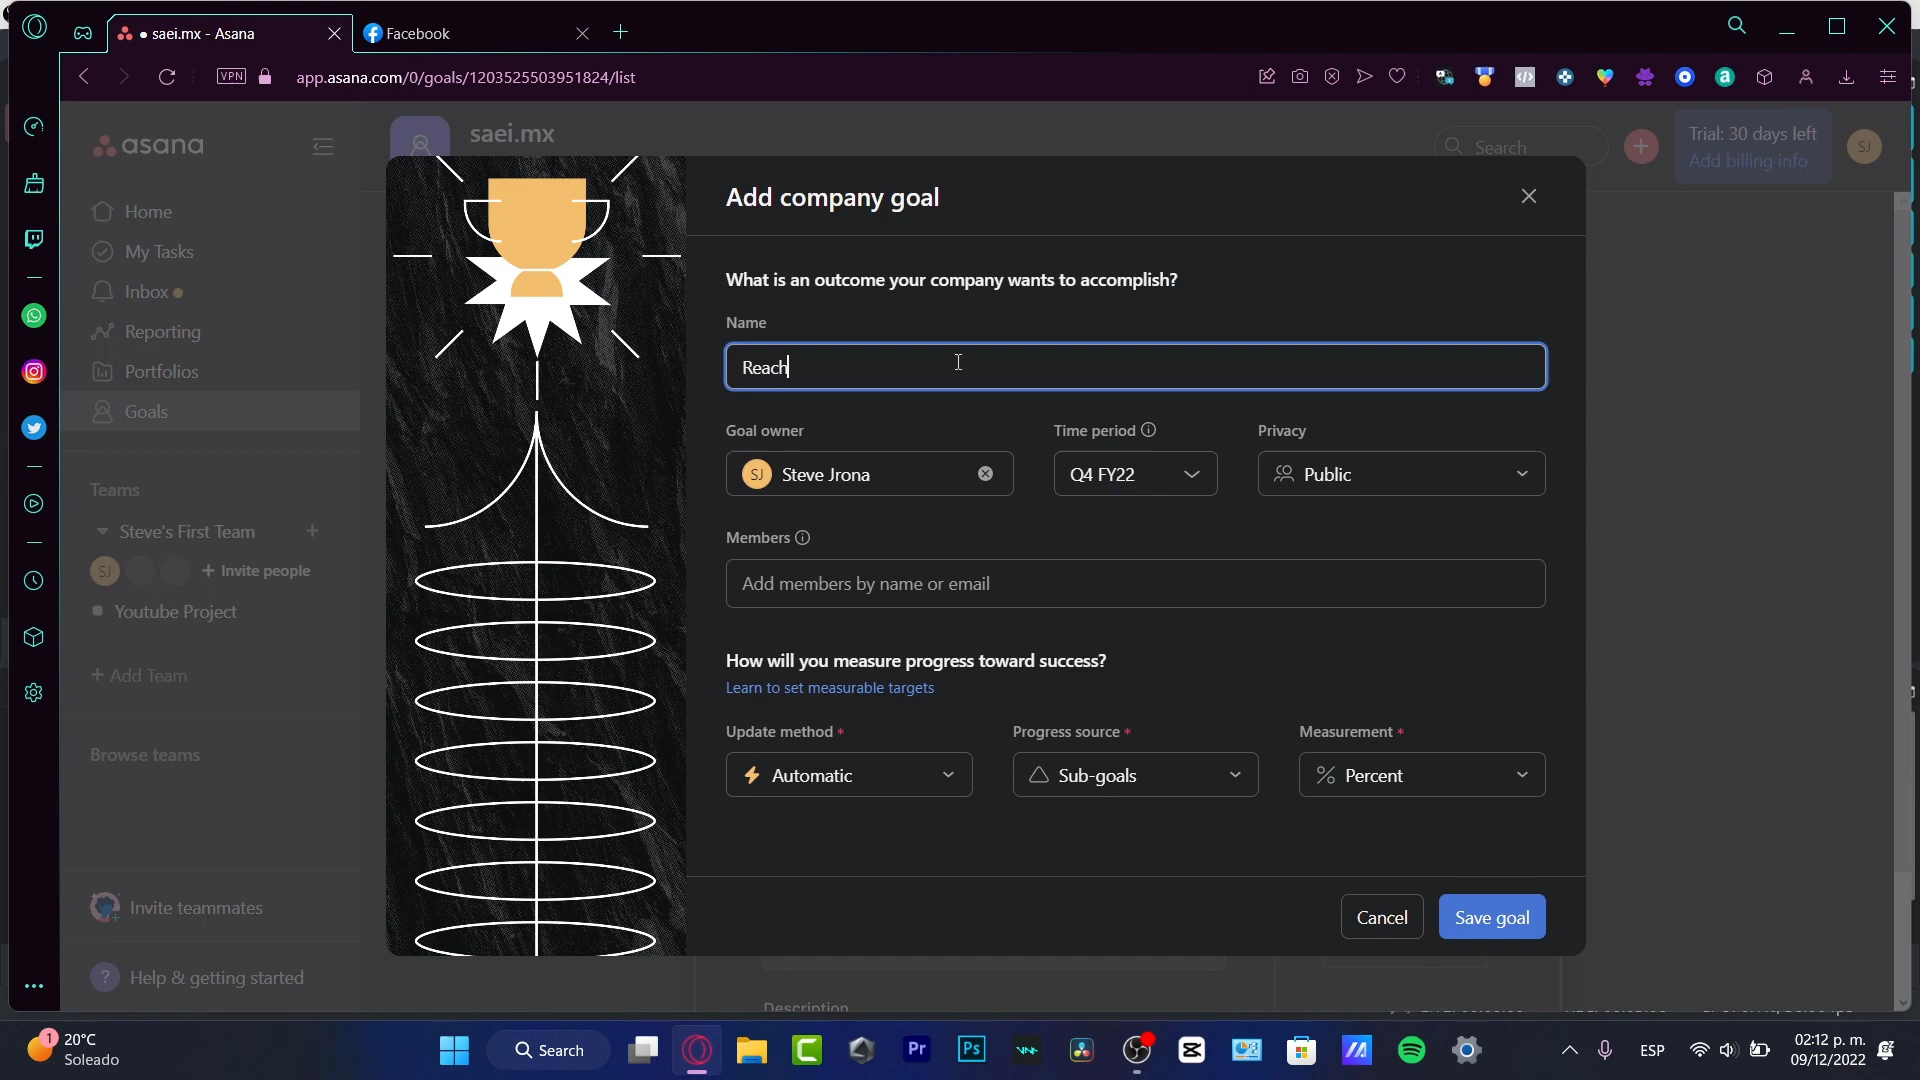 saei.mx - Asana
Facebook
VPN
app.asana.com/0/goals/1203525503951824/list
asana
saei.mx
Search
Trial: 30 days left
Add billing info
SJ
Home
My Tasks
Inbox
Reporting
Portfolios
Goals
Teams
Steve's First Team
SJ
Invite people
Youtube Project
+ Add Team
Browse teams
Invite teammates
? Help & getting started
Add company goal
What is an outcome your company wants to accomplish?
Name
Reach
Goal owner
Time period
Privacy
SJ Steve Jrona
Q4 FY22
Public
Members
Add members by name or email
How will you measure progress toward success?
Learn to set measurable targets
Update method *
Progress source *
Measurement *
Automatic
Sub-goals
% Percent
Cancel
Save goal
Description
1
20°C
Soleado
Search
Pr
Ps
ESP
02:12 p. m.
09/12/2022